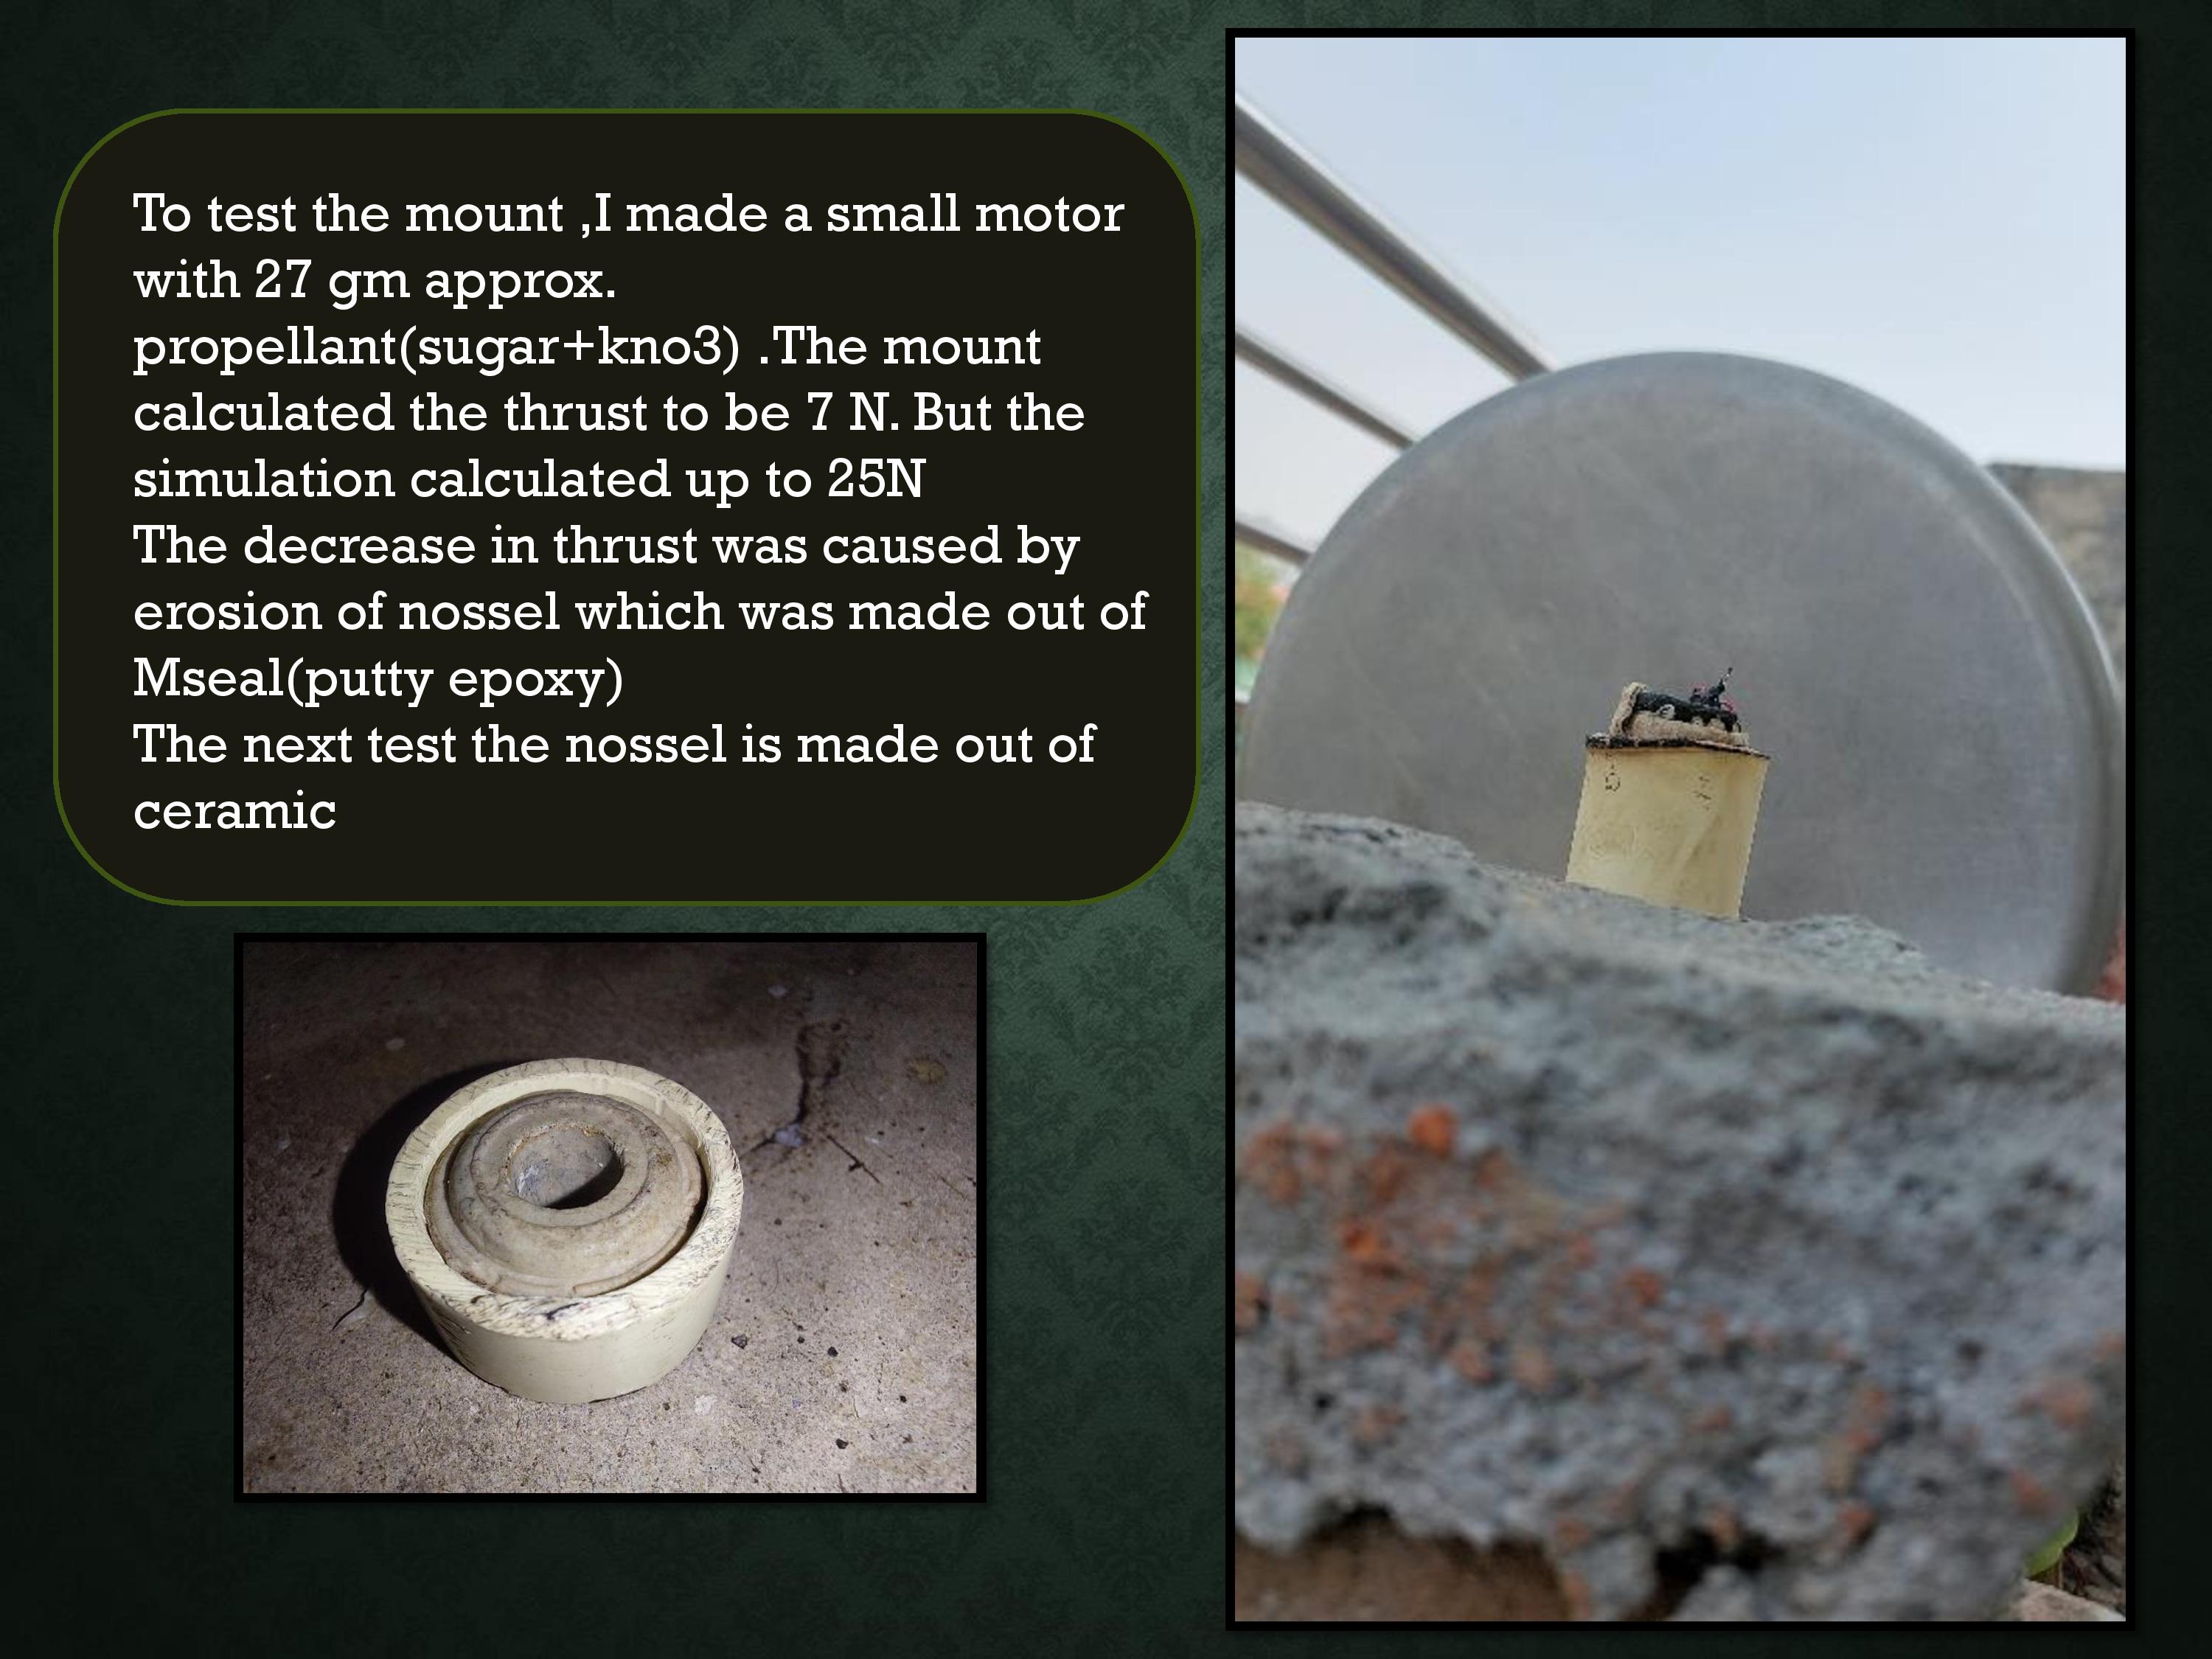 To test the mount ,I made a small motor
with 27 gm approx.
propellant(sugar+kno3) .The mount
calculated the thrust to be 7 N. But the
simulation calculated up to 25N
The decrease in thrust was caused by
erosion of nossel which was made out of
Mseal(putty epoxy)
The next test the nossel is made out of
ceramic